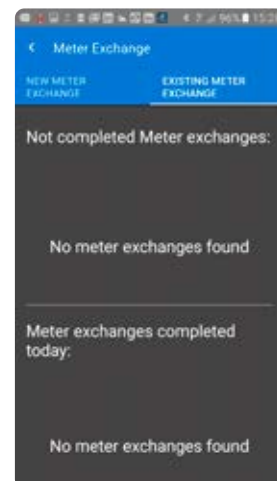 96% 15:21
Meter Exchange
NEW METER
EXCHANGE
EXISTING METER
EXCHANGE
Not completed Meter exchanges:
No meter exchanges found
Meter exchanges completed
today:
No meter exchanges found